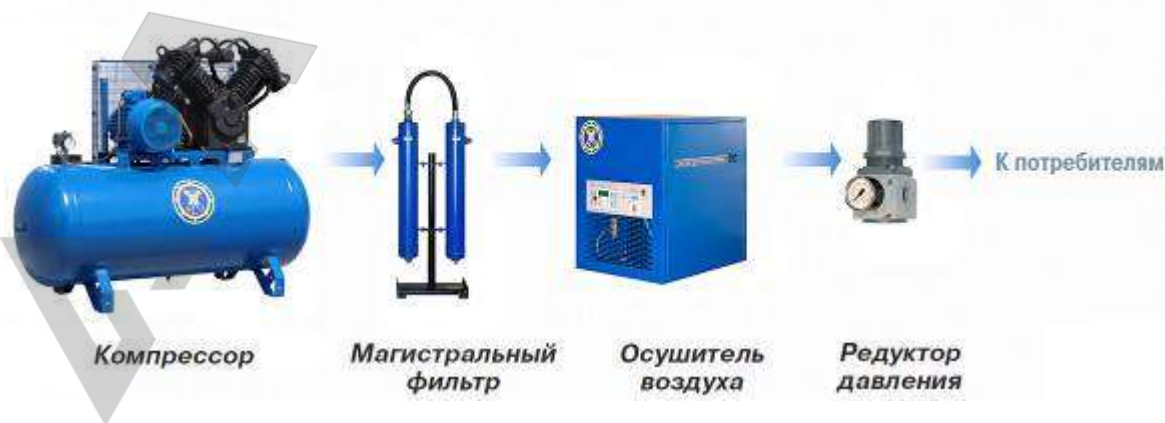 К потребителям
Компрессор
Магистральный
фильтр
Осушитель
воздуха
Редуктор
давления